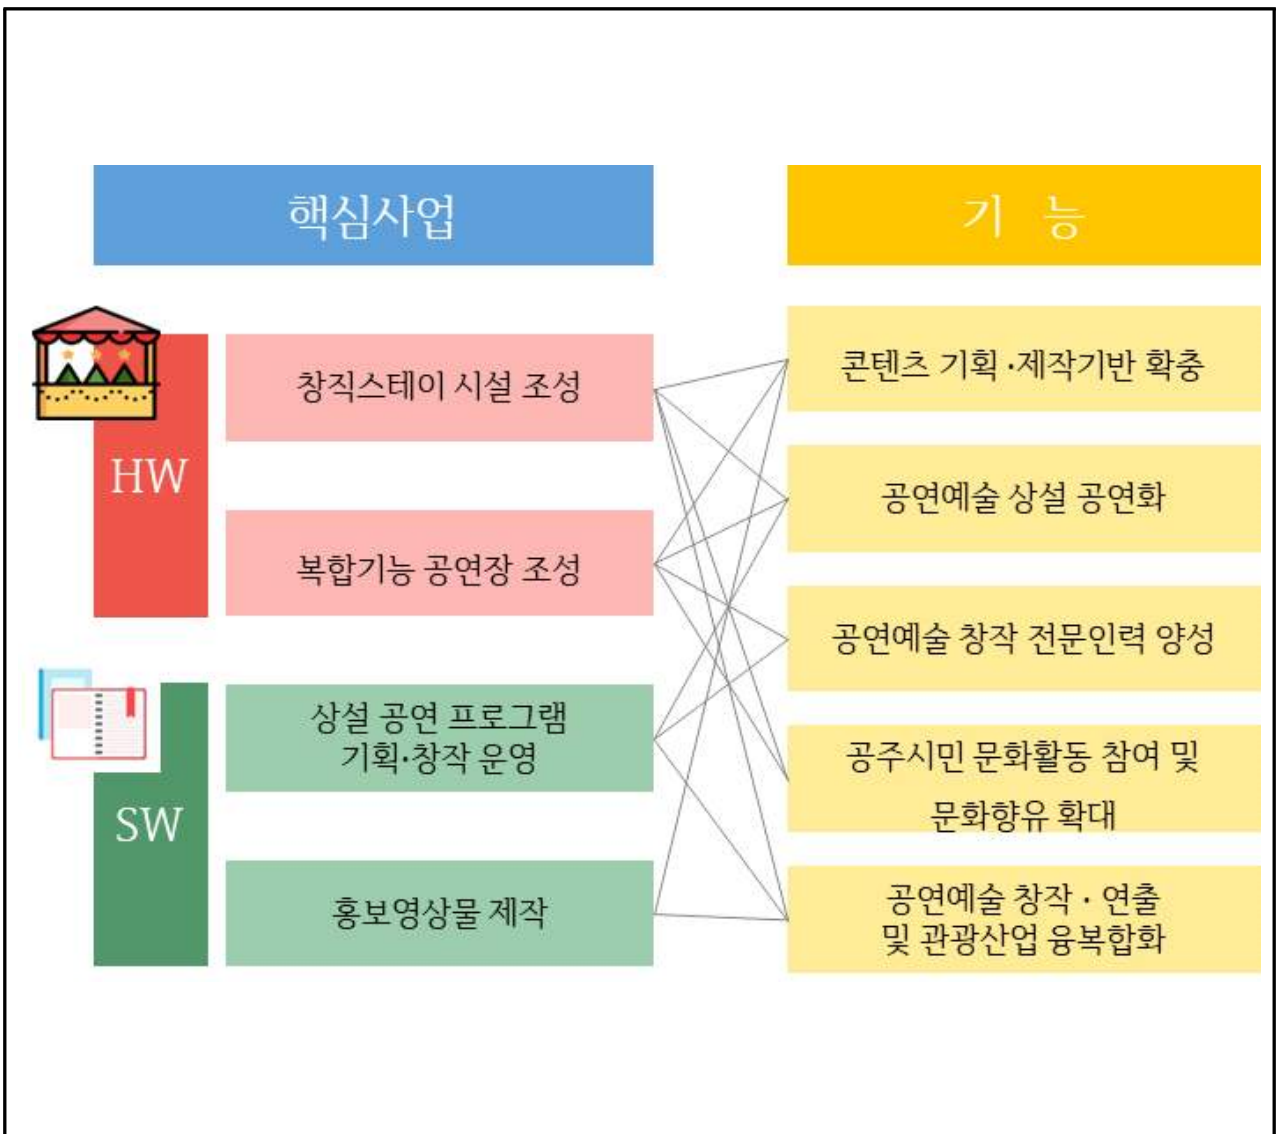 핵심사업
기 능
HW
창직스테이 시설 조성
복합기능 공연장 조성
SW
상설 공연 프로그램
기획·창작 운영
홍보영상물 제작
콘텐츠 기획·제작기반 확충
공연예술 상설 공연화
공연예술 창작 전문인력 양성
공주시민 문화활동 참여 및
문화향유 확대
공연예술 창작 · 연출
및 관광산업 융복합화